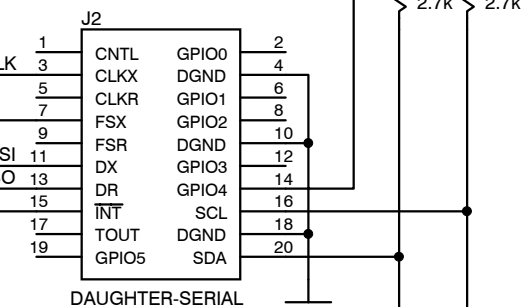 2.7k 2.7k
J2
1 CNTL GPIO0 2
LK 3 CLKX DGND 4
5 CLKR GPIO1 6
7 FSX GPIO2 8
9 FSR DGND 10
SI 11 DX GPIO3 12
O 13 DR GPIO4 14
15 INT SCL 16
17 TOUT DGND 18
19 GPIO5 SDA 20
DAUGHTER-SERIAL